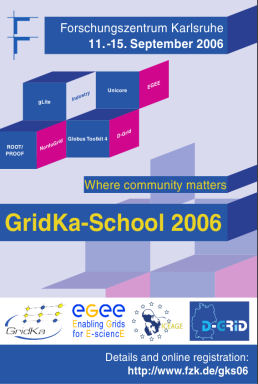 Forschungszentrum Karlsruhe
11.-15. September 2006
gLite
Industry
Unicore
EGEE
ROOT/
PROOF
NorduGrid
Globus Toolkit 4
D-Grid
Where community matters
GridKa-School 2006
GridKa
eGee
Enabling Grids
for E-sciencE
ICEAGE
D-GRID
Details and online registration:
http://www.fzk.de/gks06